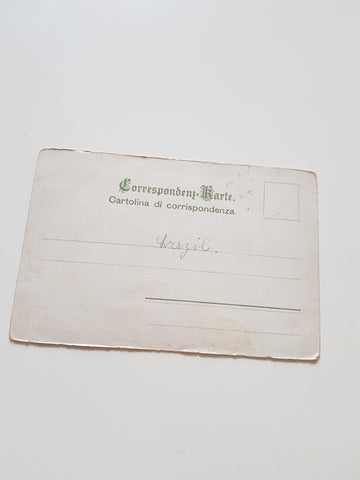 Correspondenz-Karte.
Cartolina di corrispondenza.